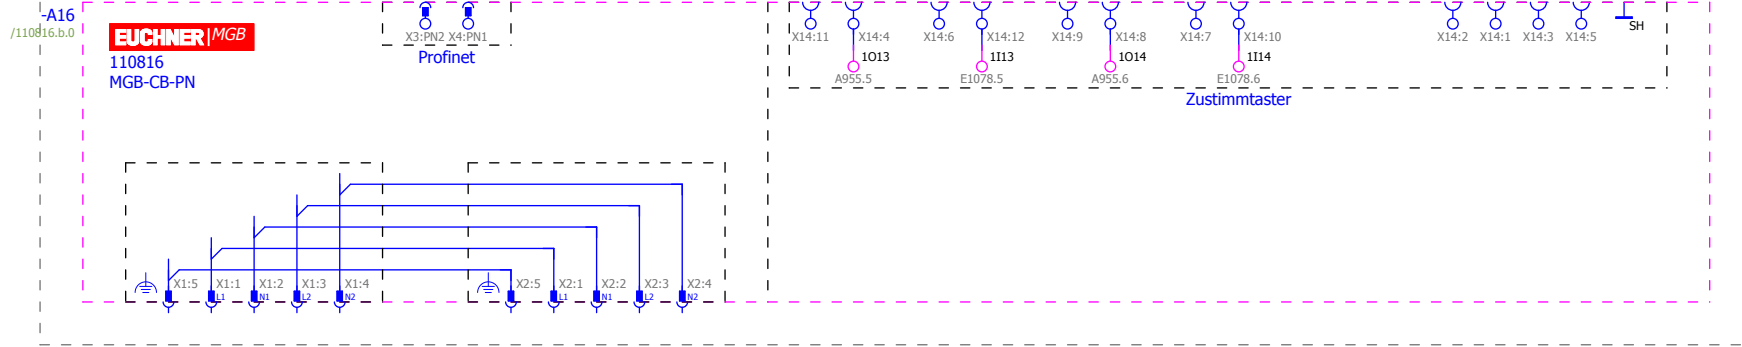 -A16
/110816.b.0
EUCHNER|MGB
110816
MGB-CB-PN
X3:PN2 X4:PN1
Profinet
X14:11 X14:4 X14:6 X14:12 X14:9 X14:8 X14:7 X14:10 X14:2 X14:1 X14:3 X14:5 SH
1O13 1I13 1O14 1I14
A955.5 E1078.5 A955.6 E1078.6
Zustimmtaster
X1:5 X1:1 X1:2 X1:3 X1:4 X2:5 X2:1 X2:2 X2:3 X2:4
L1 N1 L2 N2 L1 N1 L2 N2